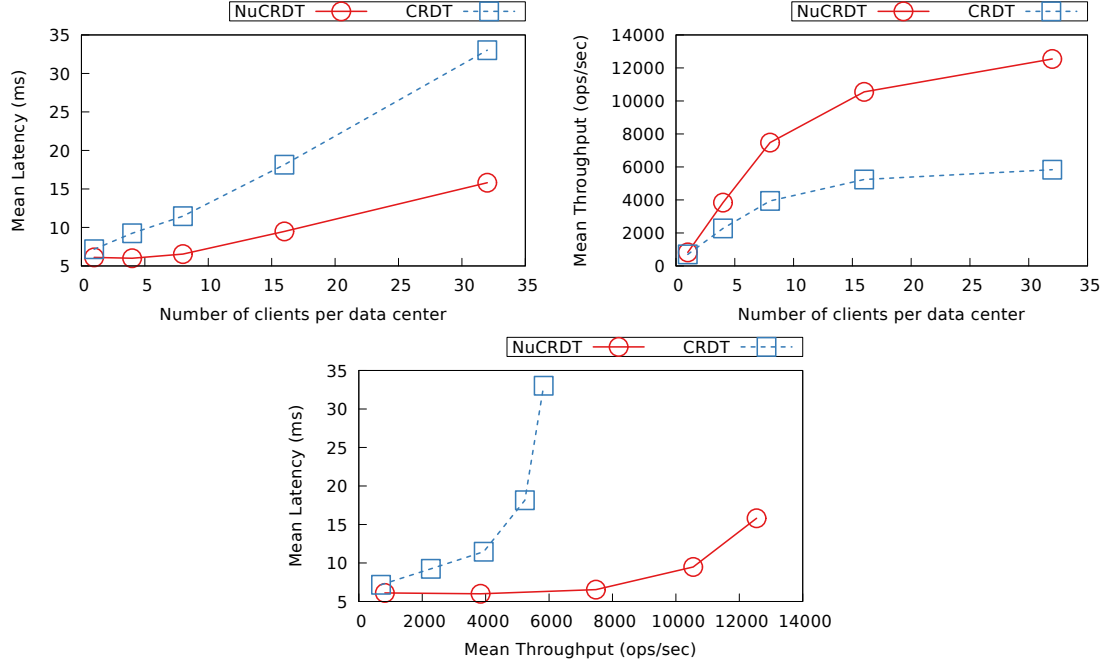 NuCRDT CRDT
35
30
25
20
15
10
5
Mean Latency (ms)
0 5 10 15 20 25 30 35
Number of clients per data center
NuCRDT CRDT
14000
12000
10000
8000
6000
4000
2000
0
Mean Throughput (ops/sec)
0 5 10 15 20 25 30 35
Number of clients per data center
NuCRDT CRDT
35
30
25
20
15
10
5
Mean Latency (ms)
0 2000 4000 6000 8000 10000 12000 14000
Mean Throughput (ops/sec)